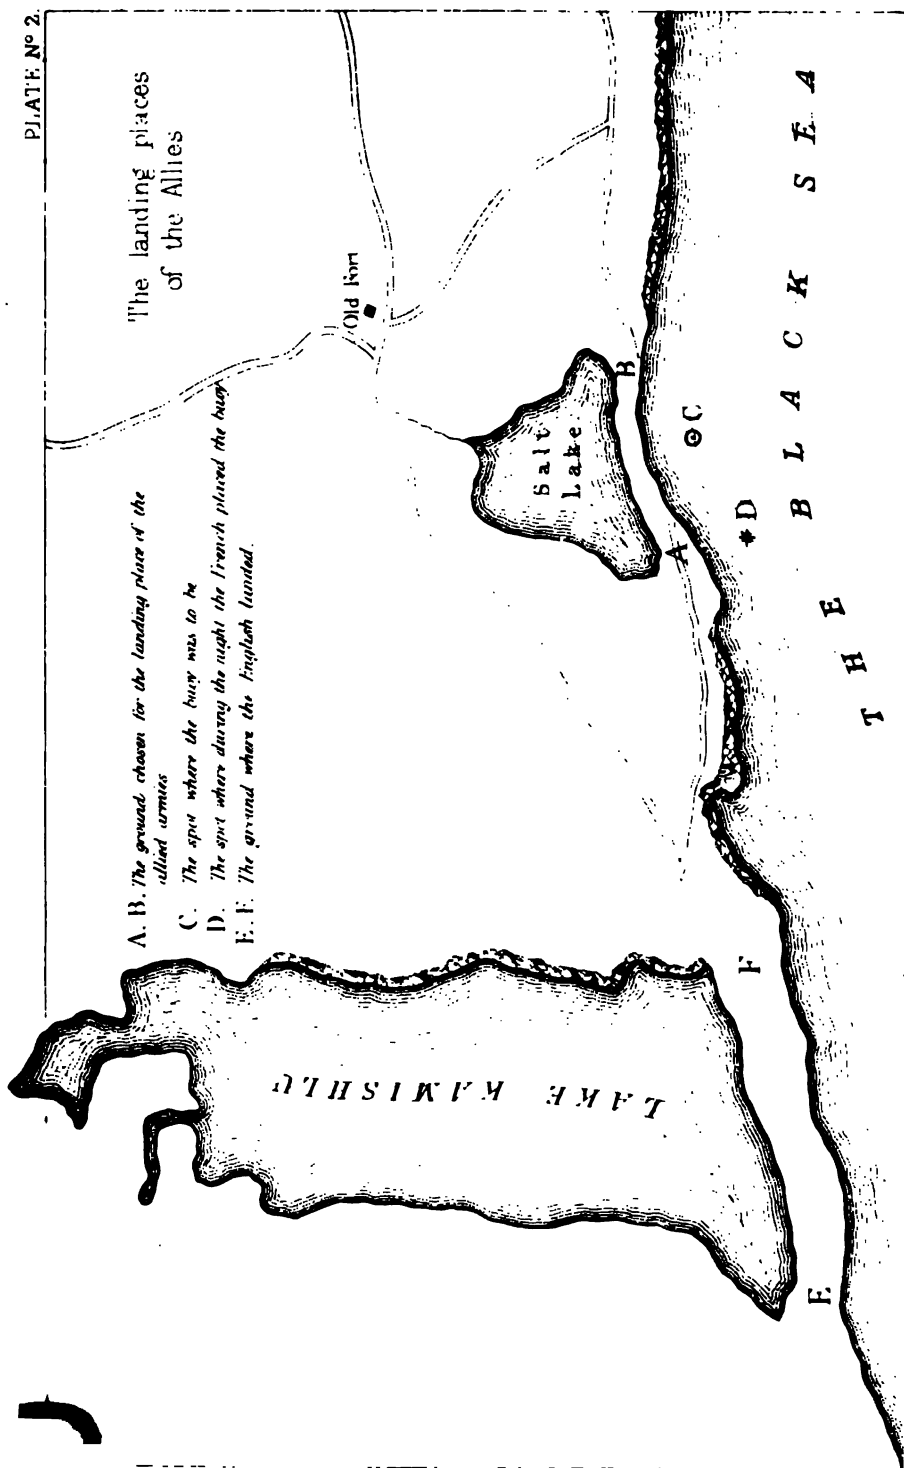 PLATE Nº 2.
The landing places
of the Allies
A. B. The ground chosen for the landing place of the
allied armies
C. The spot where the buoy was to be
D. The spot where during the night the French placed the buoy
E. F. The ground where the English landed.
Old Fort
Salt
Lake.
LAKE KAMISHLU
A
B
C
D
E
F
THE BLACK SEA